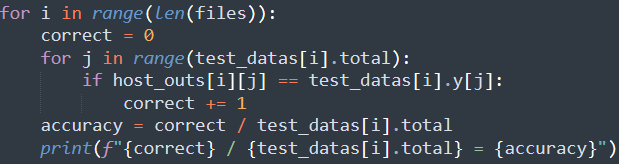 for i in range(len(files)):
    correct = 0
    for j in range(test_datas[i].total):
        if host_outs[i][j] == test_datas[i].y[j]:
            correct += 1
    accuracy = correct / test_datas[i].total
    print(f"{correct} / {test_datas[i].total} = {accuracy}")